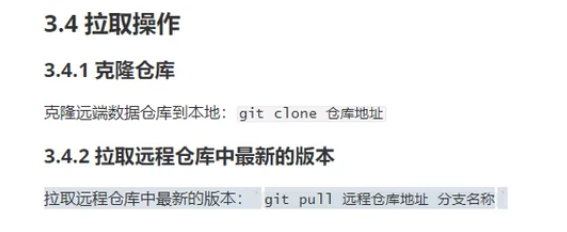 3.4 拉取操作
3.4.1 克隆仓库
克隆远端数据仓库到本地：git clone 仓库地址
3.4.2 拉取远程仓库中最新的版本
拉取远程仓库中最新的版本：` git pull 远程仓库地址 分支名称`